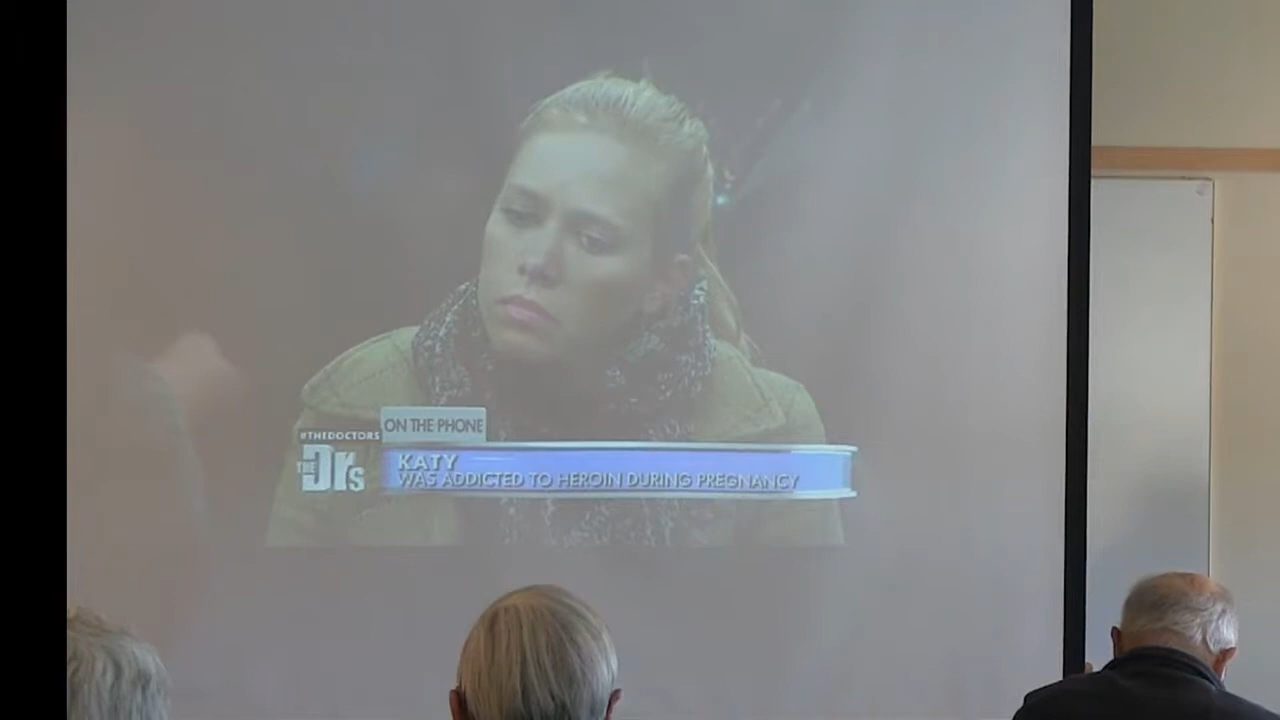 ON THE PHONE
#THEDOCTORS
THE Drs
KATY
WAS ADDICTED TO HEROIN DURING PREGNANCY